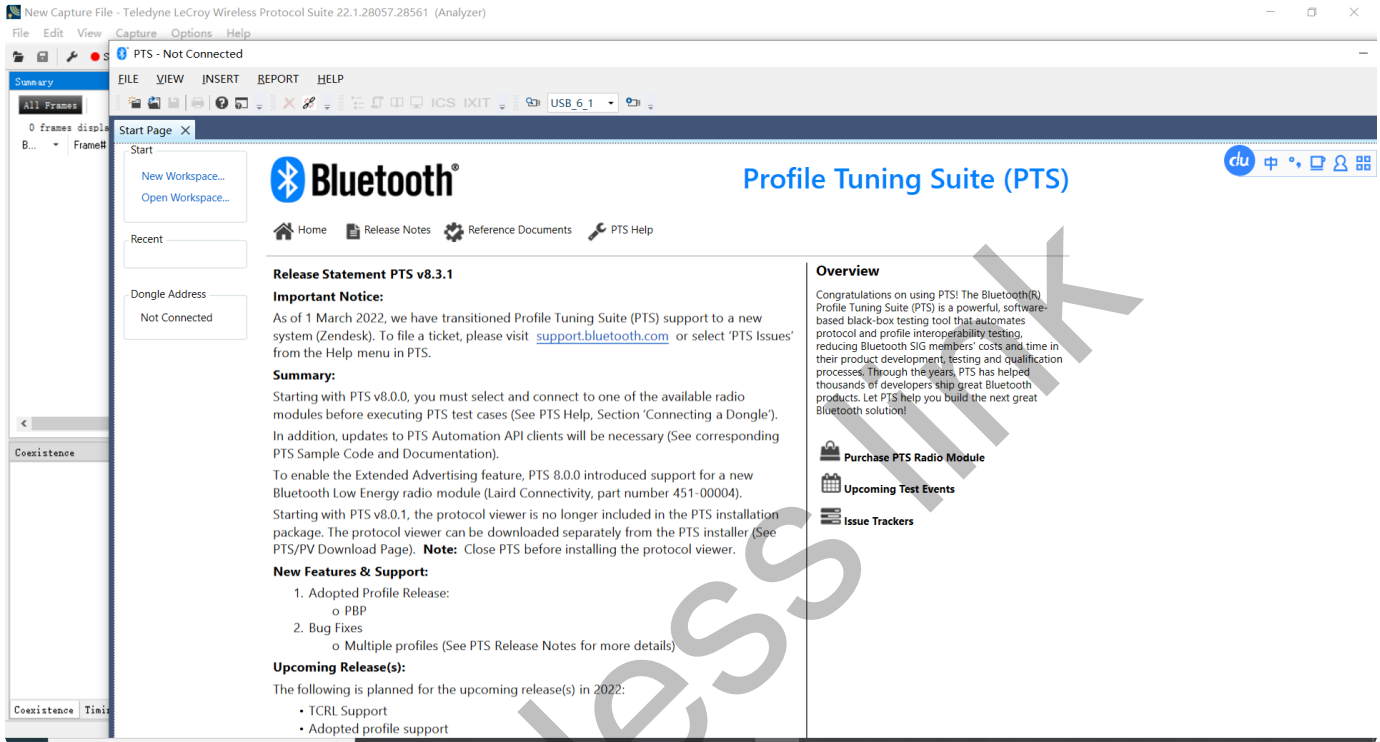 New Capture File - Teledyne LeCroy Wireless Protocol Suite 22.1.28057.28561 (Analyzer)
File Edit View Capture Options Help
PTS - Not Connected
Summary
FILE VIEW INSERT REPORT HELP
All Frames
ICS IXIT USB_6_1
0 frames displa
Start Page
B... Frame#
Start
New Workspace...
Open Workspace...
Recent
Dongle Address
Not Connected
Bluetooth®
Profile Tuning Suite (PTS)
du 中
Home Release Notes Reference Documents PTS Help
Release Statement PTS v8.3.1
Important Notice:
As of 1 March 2022, we have transitioned Profile Tuning Suite (PTS) support to a new
system (Zendesk). To file a ticket, please visit support.bluetooth.com or select 'PTS Issues'
from the Help menu in PTS.
Summary:
Starting with PTS v8.0.0, you must select and connect to one of the available radio
modules before executing PTS test cases (See PTS Help, Section 'Connecting a Dongle').
In addition, updates to PTS Automation API clients will be necessary (See corresponding
PTS Sample Code and Documentation).
To enable the Extended Advertising feature, PTS 8.0.0 introduced support for a new
Bluetooth Low Energy radio module (Laird Connectivity, part number 451-00004).
Starting with PTS v8.0.1, the protocol viewer is no longer included in the PTS installation
package. The protocol viewer can be downloaded separately from the PTS installer (See
PTS/PV Download Page). Note: Close PTS before installing the protocol viewer.
New Features & Support:
1. Adopted Profile Release:
o PBP
2. Bug Fixes
o Multiple profiles (See PTS Release Notes for more details)
Upcoming Release(s):
The following is planned for the upcoming release(s) in 2022:
• TCRL Support
• Adopted profile support
Overview
Congratulations on using PTS! The Bluetooth(R)
Profile Tuning Suite (PTS) is a powerful, software-
based black-box testing tool that automates
protocol and profile interoperability testing,
reducing Bluetooth SIG members' costs and time in
their product development, testing and qualification
processes. Through the years, PTS has helped
thousands of developers ship great Bluetooth
products. Let PTS help you build the next great
Bluetooth solution!
Purchase PTS Radio Module
Upcoming Test Events
Issue Trackers
Coexistence
Coexistence Timi
less link